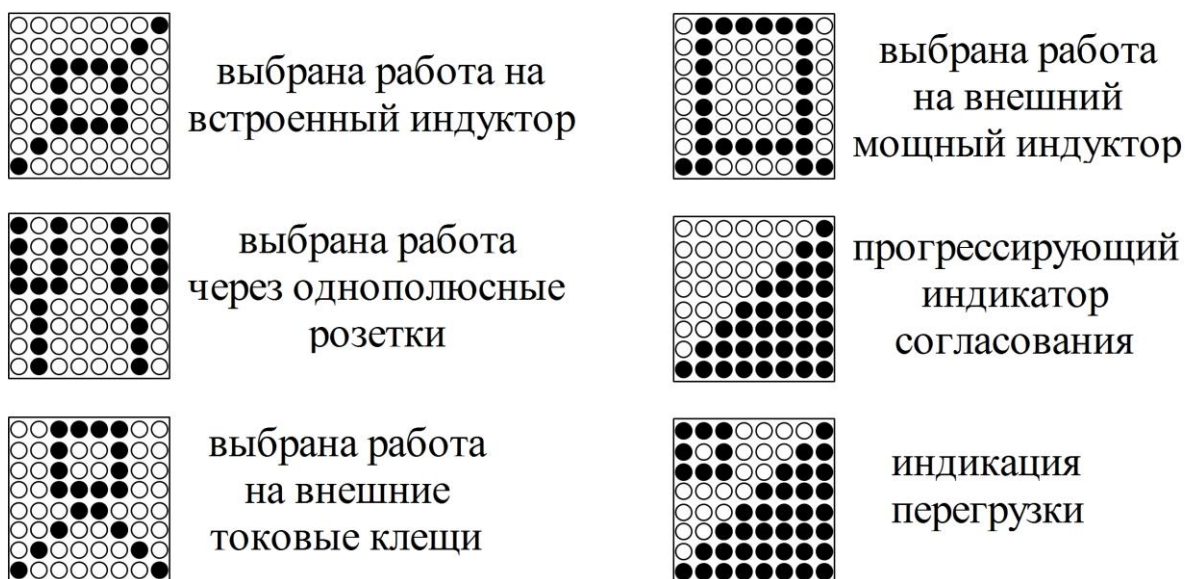 выбрана работа на
встроенный индуктор
выбрана работа
на внешний
мощный индуктор
выбрана работа
через однополюсные
розетки
прогрессирующий
индикатор
согласования
выбрана работа
на внешние
токовые клещи
индикация
перегрузки